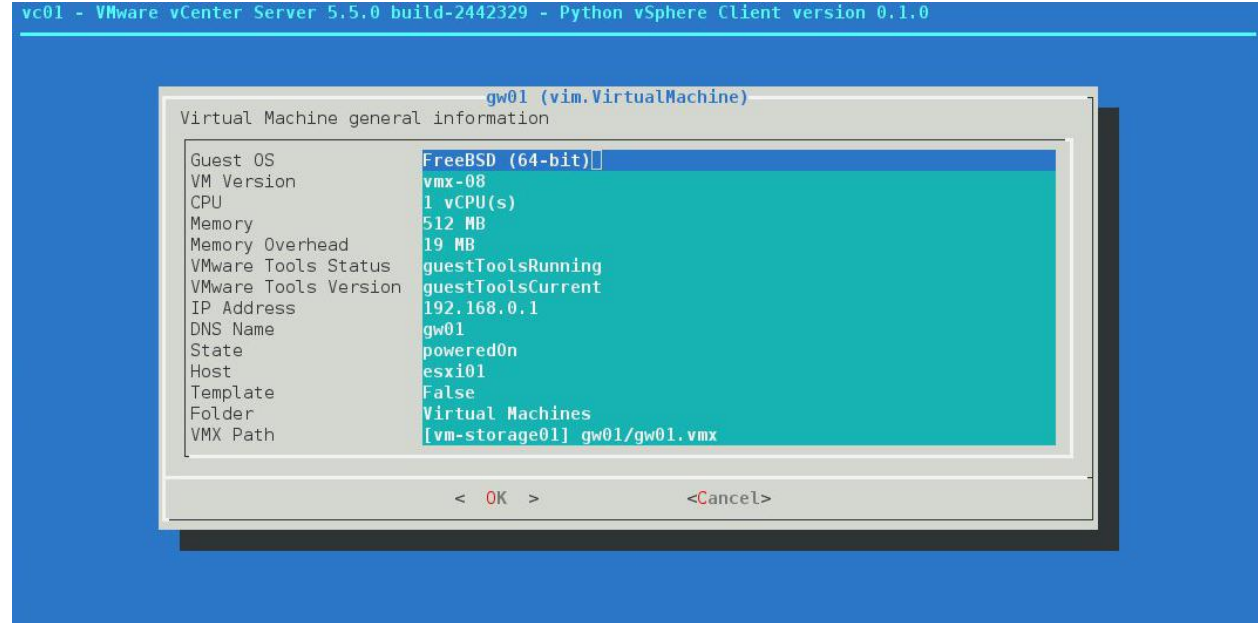 vc01 - VMware vCenter Server 5.5.0 build-2442329 - Python vSphere Client version 0.1.0
gw01 (vim.VirtualMachine)
Virtual Machine general information
Guest OS FreeBSD (64-bit)
VM Version vmx-08
CPU 1 vCPU(s)
Memory 512 MB
Memory Overhead 19 MB
VMware Tools Status guestToolsRunning
VMware Tools Version guestToolsCurrent
IP Address 192.168.0.1
DNS Name gw01
State poweredOn
Host esxi01
Template False
Folder Virtual Machines
VMX Path [vm-storage01] gw01/gw01.vmx
< OK > <Cancel>